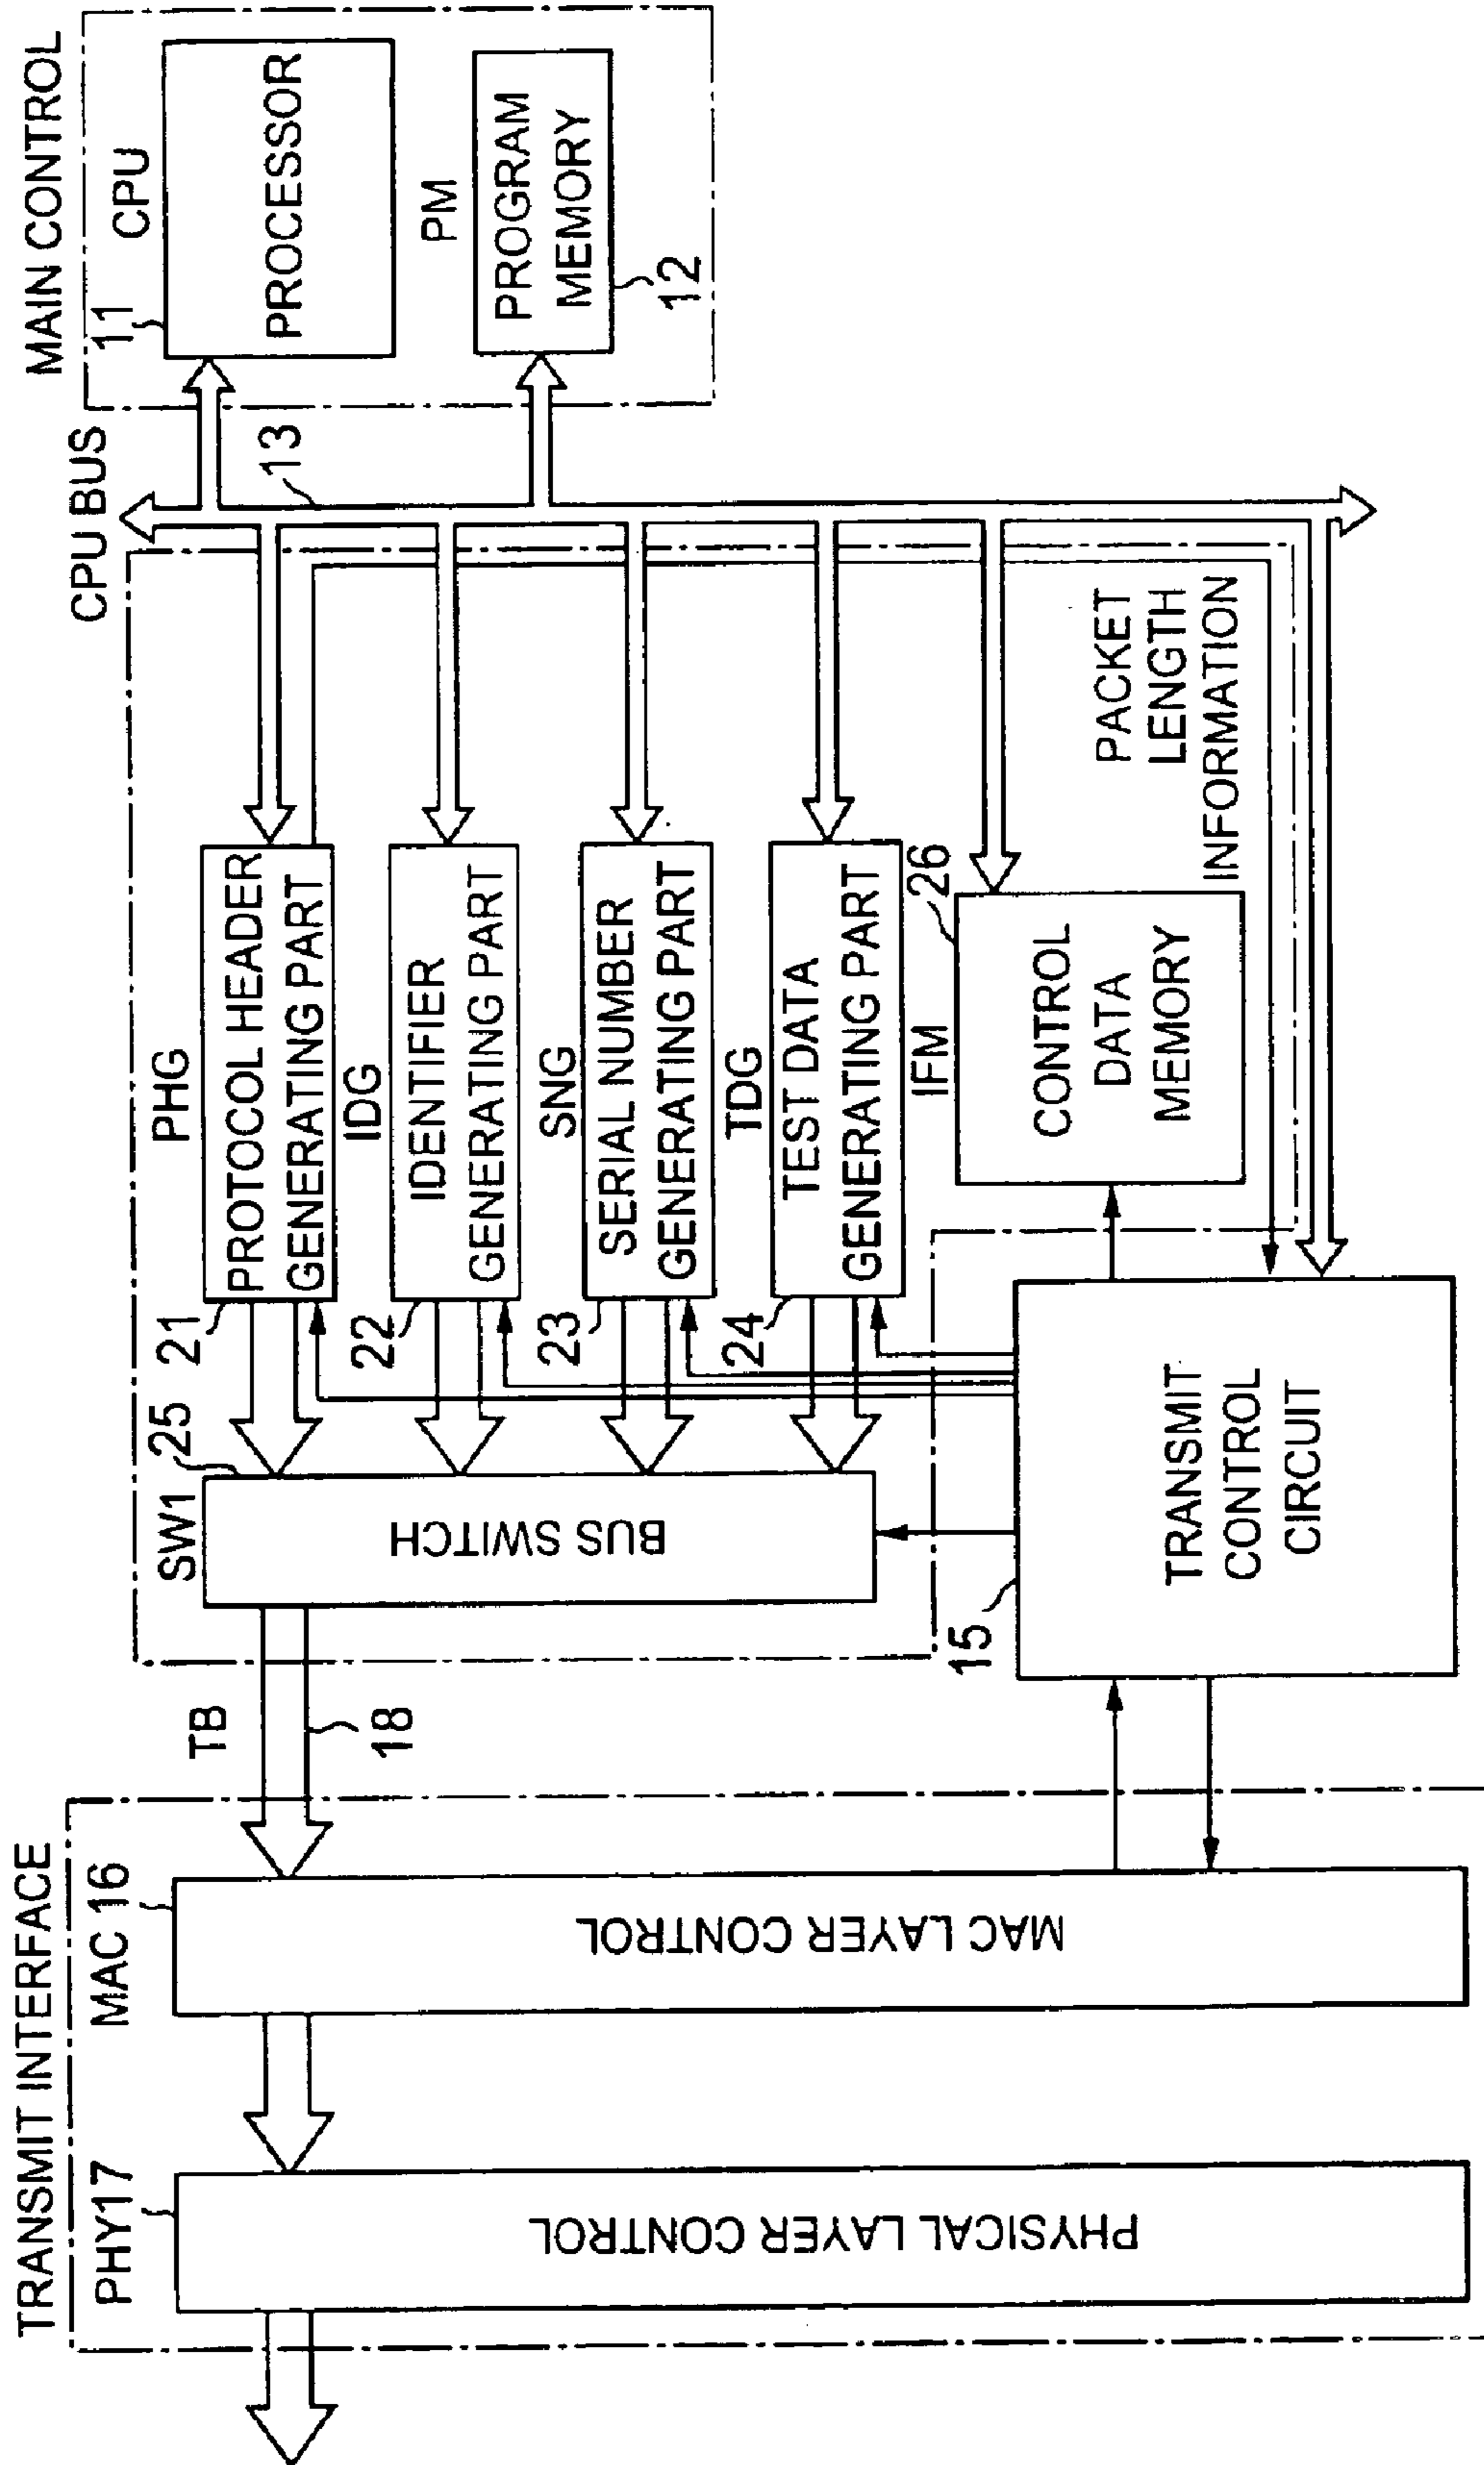 TRANSMIT INTERFACE
PHY17
PHYSICAL LAYER CONTROL
MAC 16
MAC LAYER CONTROL
TB
18
SW1
25
BUS SWITCH
PHG
21
PROTOCOL HEADER
GENERATING PART
IDG
22
IDENTIFIER
GENERATING PART
SNG
23
SERIAL NUMBER
GENERATING PART
TDG
24
TEST DATA
GENERATING PART
IFM
26
CONTROL
DATA
MEMORY
15
TRANSMIT
CONTROL
CIRCUIT
PACKET
LENGTH
INFORMATION
CPU BUS
13
MAIN CONTROL
11
CPU
PROCESSOR
PM
PROGRAM
MEMORY
12